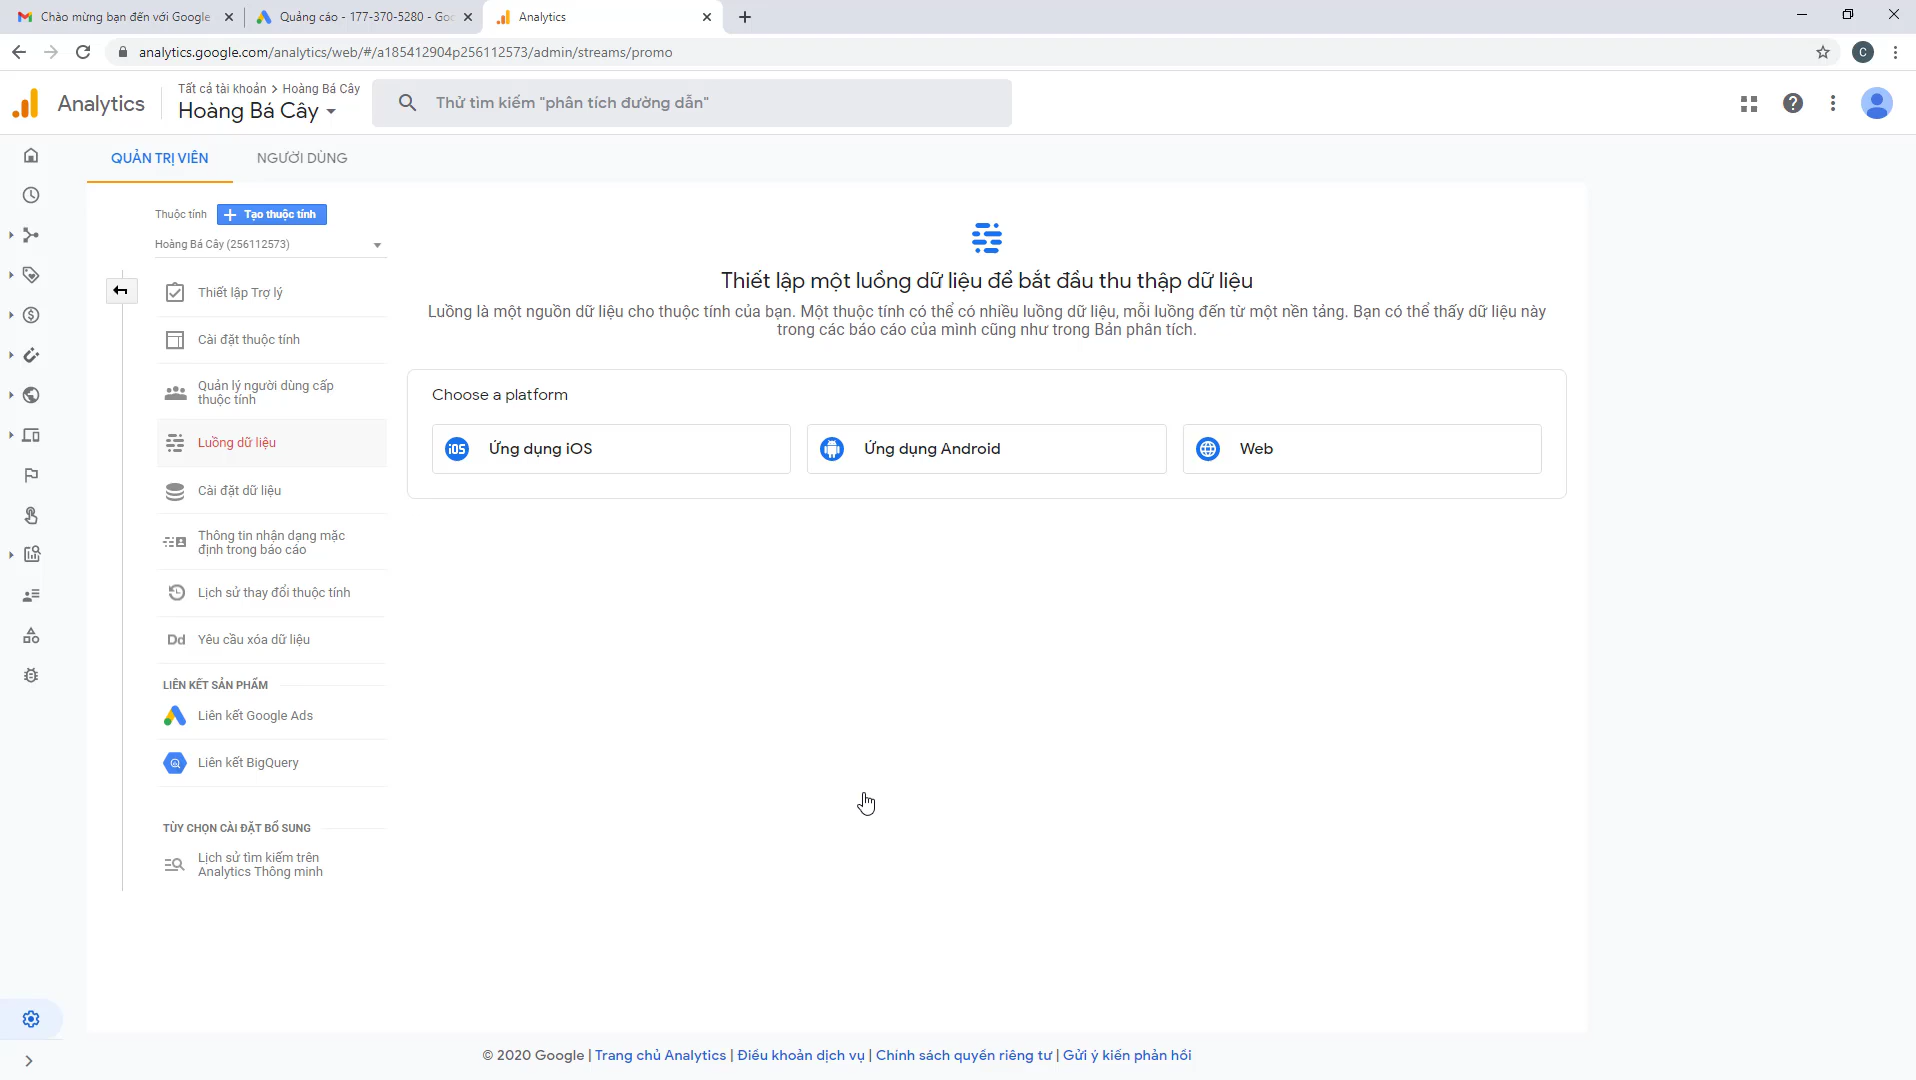 Chào mừng bạn đến với Google
Quảng cáo - 177-370-5280 - Goo
Analytics
analytics.google.com/analytics/web/#/a185412904p256112573/admin/streams/promo
C
Analytics
Tất cả tài khoản > Hoàng Bá Cây
Hoàng Bá Cây
Thử tìm kiếm "phân tích đường dẫn"
QUẢN TRỊ VIÊN
NGƯỜI DÙNG
Thuộc tính
Tạo thuộc tính
Hoàng Bá Cây (256112573)
Thiết lập Trợ lý
Cài đặt thuộc tính
Quản lý người dùng cấp
thuộc tính
Luồng dữ liệu
Cài đặt dữ liệu
Thông tin nhận dạng mặc
định trong báo cáo
Lịch sử thay đổi thuộc tính
Dd Yêu cầu xóa dữ liệu
LIÊN KẾT SẢN PHẨM
Liên kết Google Ads
Liên kết BigQuery
TÙY CHỌN CÀI ĐẶT BỔ SUNG
Lịch sử tìm kiếm trên
Analytics Thông minh
Thiết lập một luồng dữ liệu để bắt đầu thu thập dữ liệu
Luồng là một nguồn dữ liệu cho thuộc tính của bạn. Một thuộc tính có thể có nhiều luồng dữ liệu, mỗi luồng đến từ một nền tảng. Bạn có thể thấy dữ liệu này
trong các báo cáo của mình cũng như trong Bản phân tích.
Choose a platform
iOS Ứng dụng iOS
Ứng dụng Android
Web
© 2020 Google | Trang chủ Analytics | Điều khoản dịch vụ | Chính sách quyền riêng tư | Gửi ý kiến phản hồi